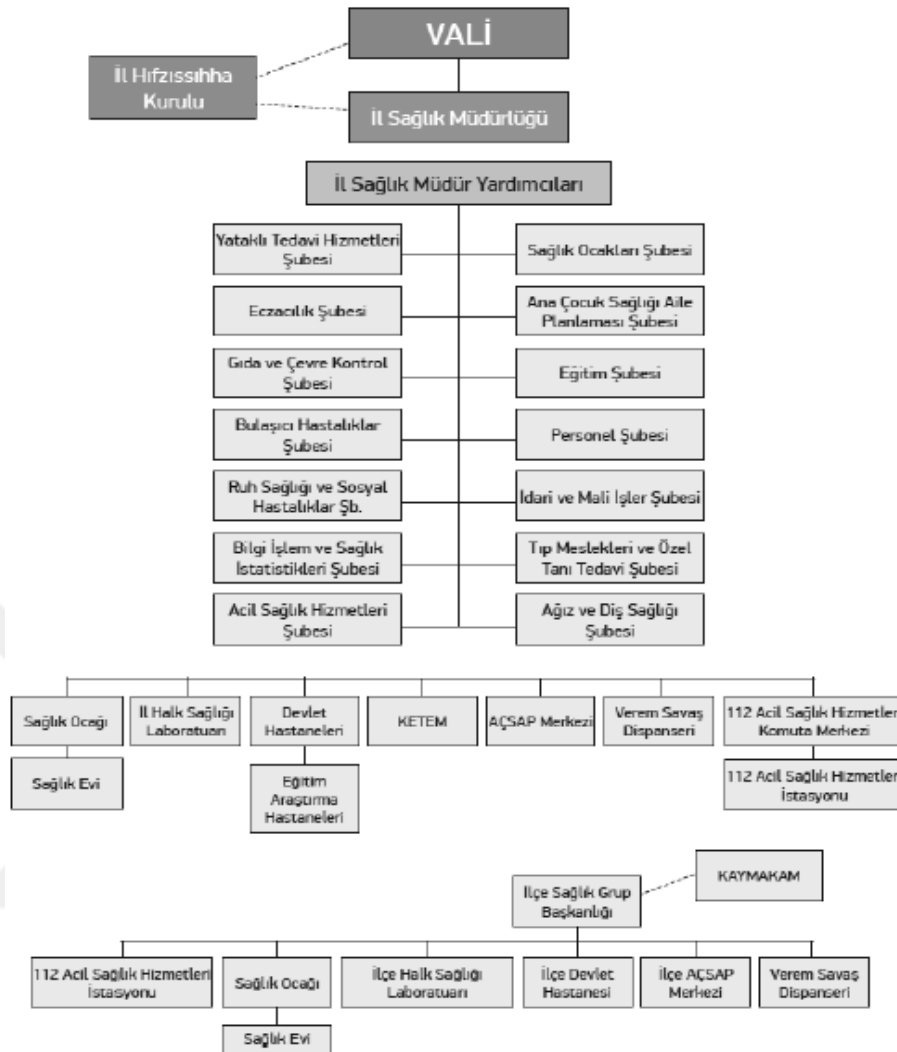 VALİ
İl Hıfzıssıhha
Kurulu
İl Sağlık Müdürlüğü
İl Sağlık Müdür Yardımcıları
Yataklı Tedavi Hizmetleri
Şubesi
Sağlık Ocakları Şubesi
Eczacılık Şubesi
Ana Çocuk Sağlığı Aile
Planlaması Şubesi
Gıda ve Çevre Kontrol
Şubesi
Eğitim Şubesi
Bulaşıcı Hastalıklar
Şubesi
Personel Şubesi
Ruh Sağlığı ve Sosyal
Hastalıklar Şb.
İdari ve Mali İşler Şubesi
Bilgi İşlem ve Sağlık
İstatistikleri Şubesi
Tıp Meslekleri ve Özel
Tanı Tedavi Şubesi
Acil Sağlık Hizmetleri
Şubesi
Ağız ve Diş Sağlığı
Şubesi
Sağlık Ocağı
İl Halk Sağlığı
Laboratuarı
Devlet
Hastaneleri
KETEM
AÇSAP Merkezi
Verem Savaş
Dispanseri
112 Acil Sağlık Hizmetler
Komuta Merkezi
Sağlık Evi
Eğitim
Araştırma
Hastaneleri
112 Acil Sağlık Hizmetler
İstasyonu
KAYMAKAM
İlçe Sağlık Grup
Başkanlığı
112 Acil Sağlık Hizmetleri
İstasyonu
Sağlık Ocağı
İlçe Halk Sağlığı
Laboratuarı
İlçe Devlet
Hastanesi
İlçe AÇSAP
Merkezi
Verem Savaş
Dispanseri
Sağlık Evi